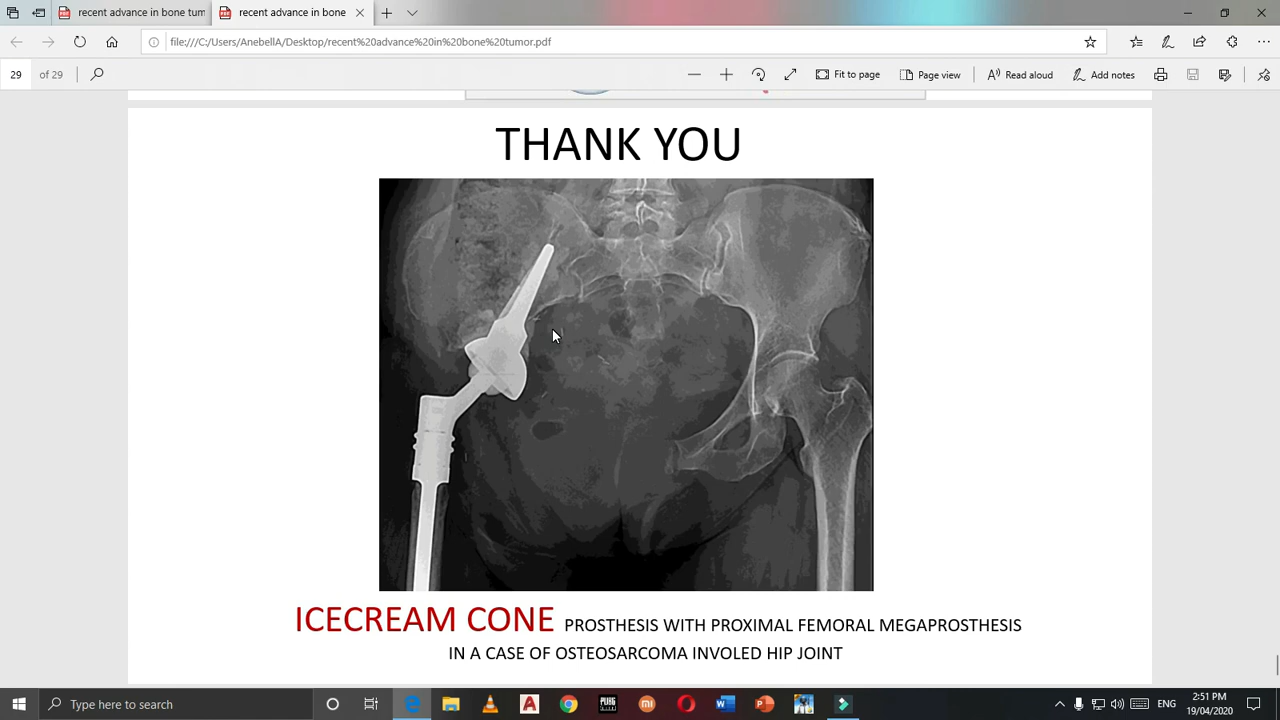 recent advance in bone tum
recent advance in bone
file:///C:/Users/AnebellA/Desktop/recent%20advance%20in%20bone%20tumor.pdf
29 of 29
Fit to page
Page view
Read aloud
Add notes
THANK YOU
ICECREAM CONE PROSTHESIS WITH PROXIMAL FEMORAL MEGAPROSTHESIS
IN A CASE OF OSTEOSARCOMA INVOLED HIP JOINT
Type here to search
ENG
2:51 PM
19/04/2020